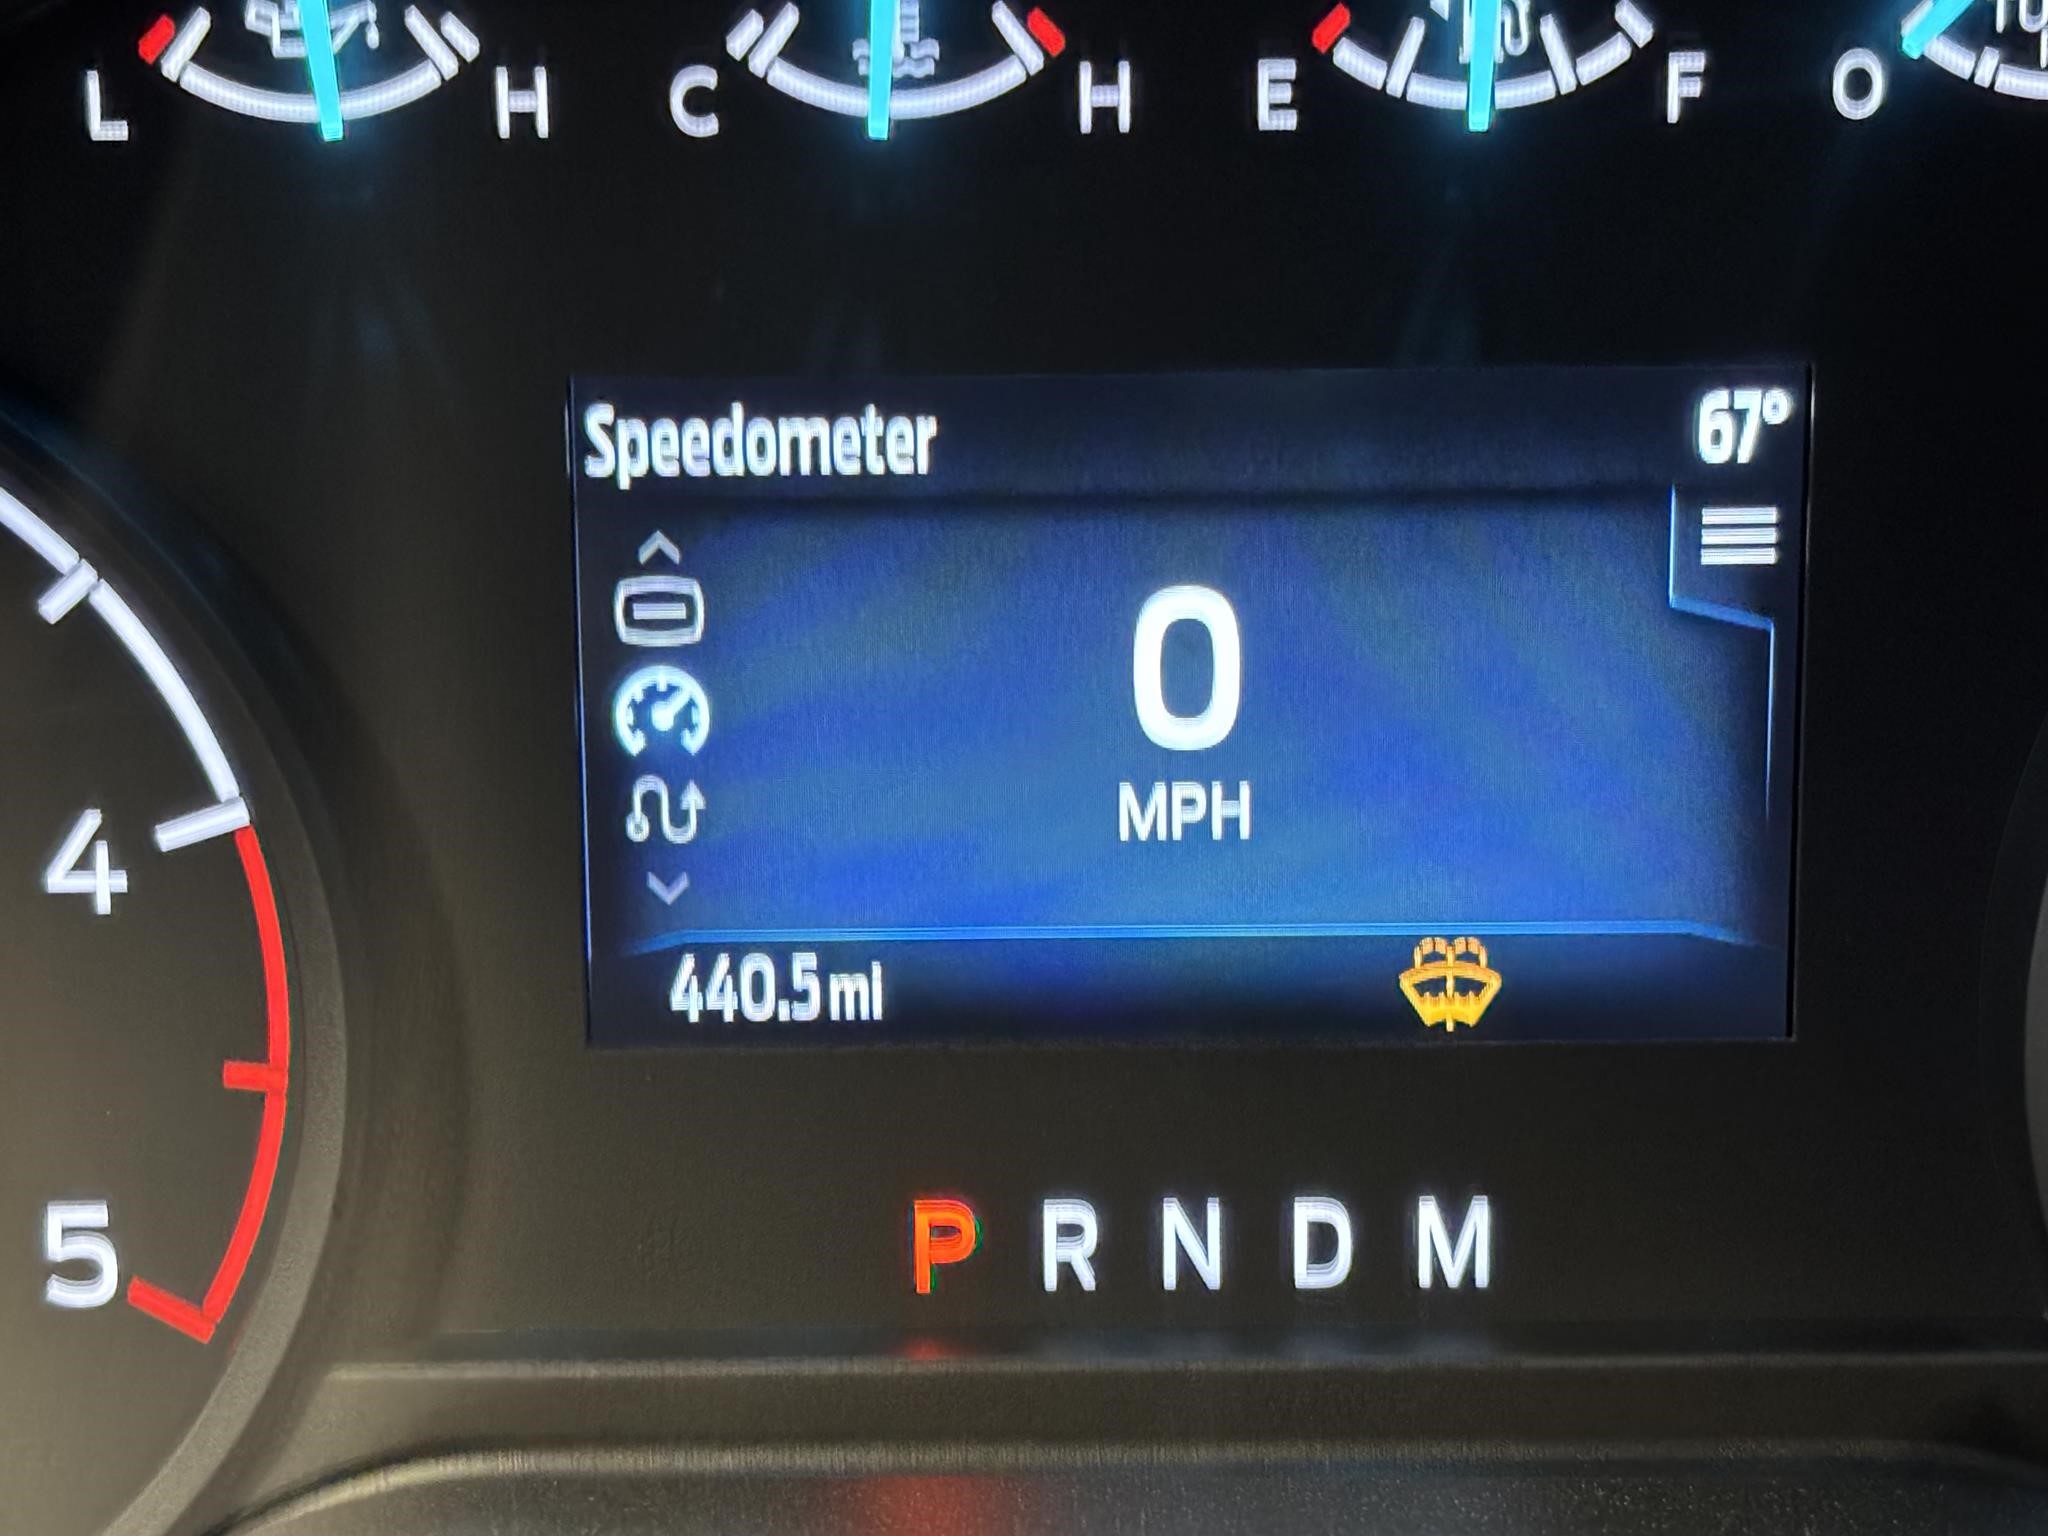 L H C H E F O
Speedometer 67°
0
MPH
4
440.5 mi
5
P R N D M